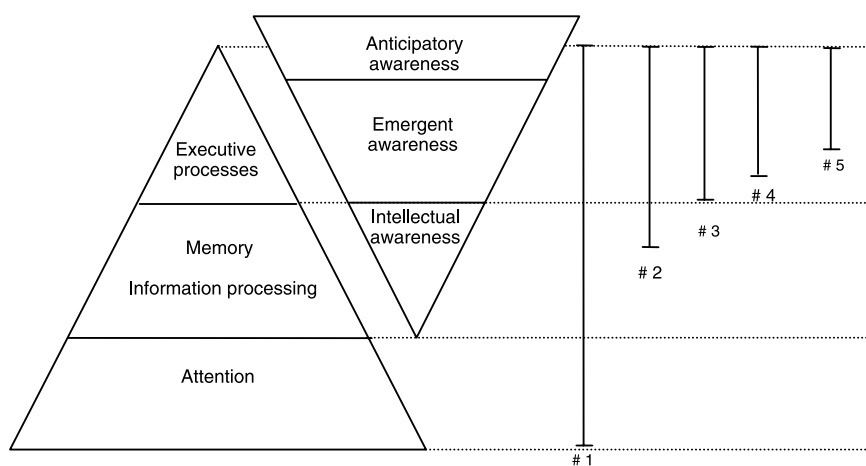 Anticipatory
awareness
Emergent
awareness
Intellectual
awareness
Executive
processes
Memory
Information processing
Attention
# 1
# 2
# 3
# 4
# 5